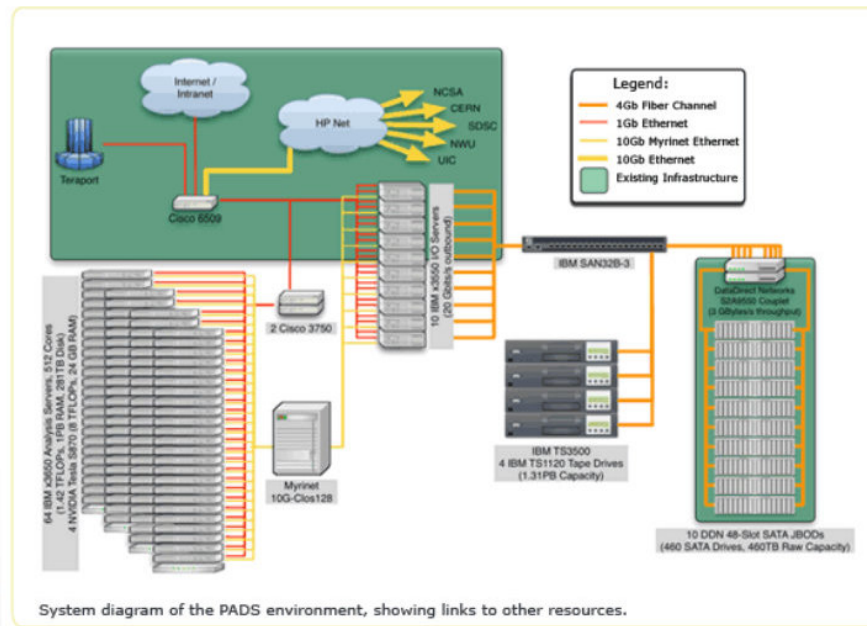 Internet /
Intranet
NCSA
CERN
SDSC
NWU
UIC
HP Net
Teraport
Cisco 6509
Legend:
4Gb Fiber Channel
1Gb Ethernet
10Gb Myrinet Ethernet
10Gb Ethernet
Existing Infrastructure
10 IBM x3550 I/O Servers
(20 Gbits/s outbound)
IBM SAN32B-3
DataDirect Networks
S2A9550 Couplet
(3 GBytes/s throughput)
2 Cisco 3750
64 IBM x3650 Analysis Servers, 512 Cores
(1.42 TFLOPs, 1PB RAM, 281TB Disk)
4 NVIDIA Tesla S870 (8 TFLOPs, 24 GB RAM)
Myrinet
10G-Clos128
IBM TS3500
4 IBM TS1120 Tape Drives
(1.31PB Capacity)
10 DDN 48-Slot SATA JBODs
(460 SATA Drives, 460TB Raw Capacity)
System diagram of the PADS environment, showing links to other resources.